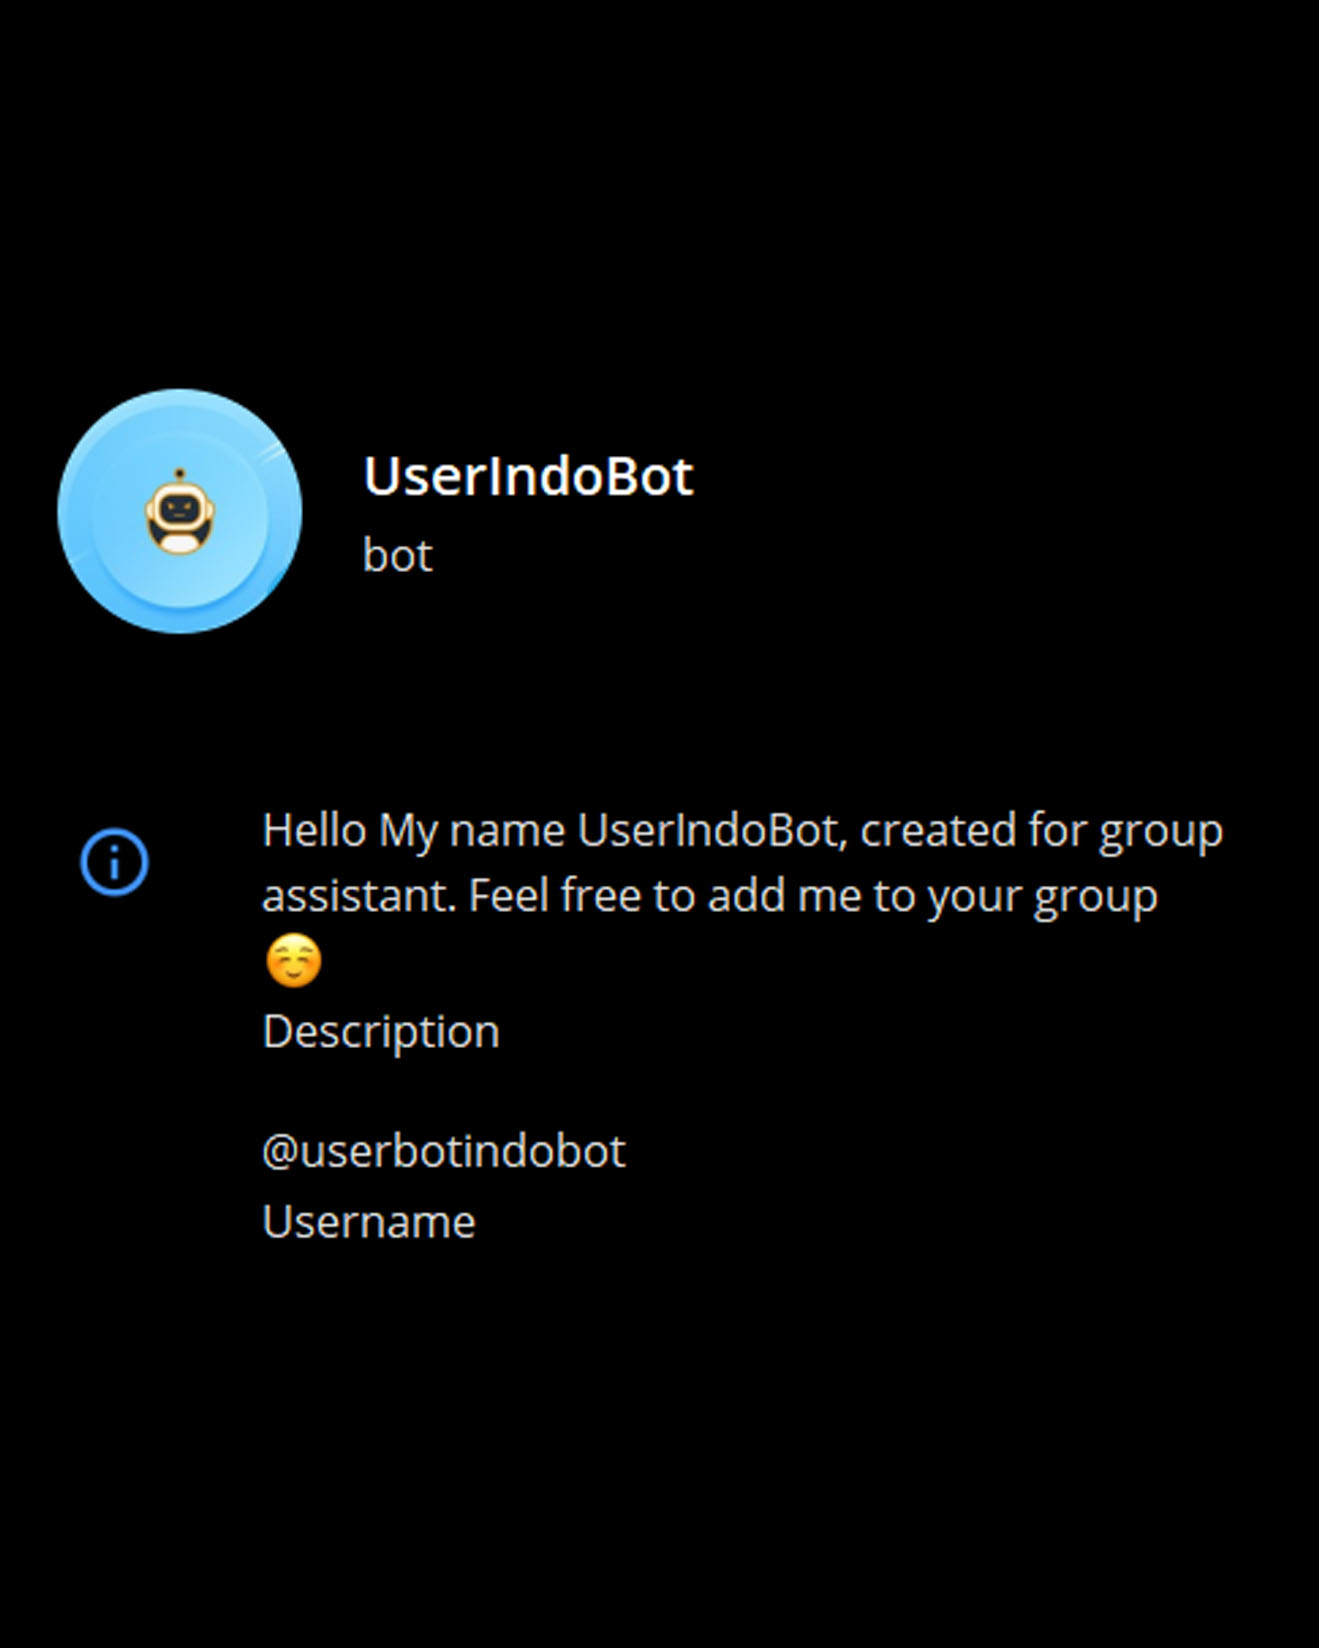 UserIndoBot
bot
Hello My name UserIndoBot, created for group
assistant. Feel free to add me to your group
☺️
Description
@userbotindobot
Username